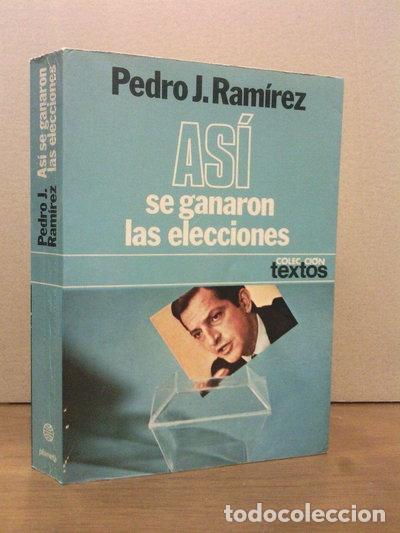 Pedro J. Ramírez
ASÍ
se ganaron
las elecciones
COLECCIÓN
textos
Pedro J.
Ramírez
Así se ganaron
las elecciones
planeta
todocoleccion